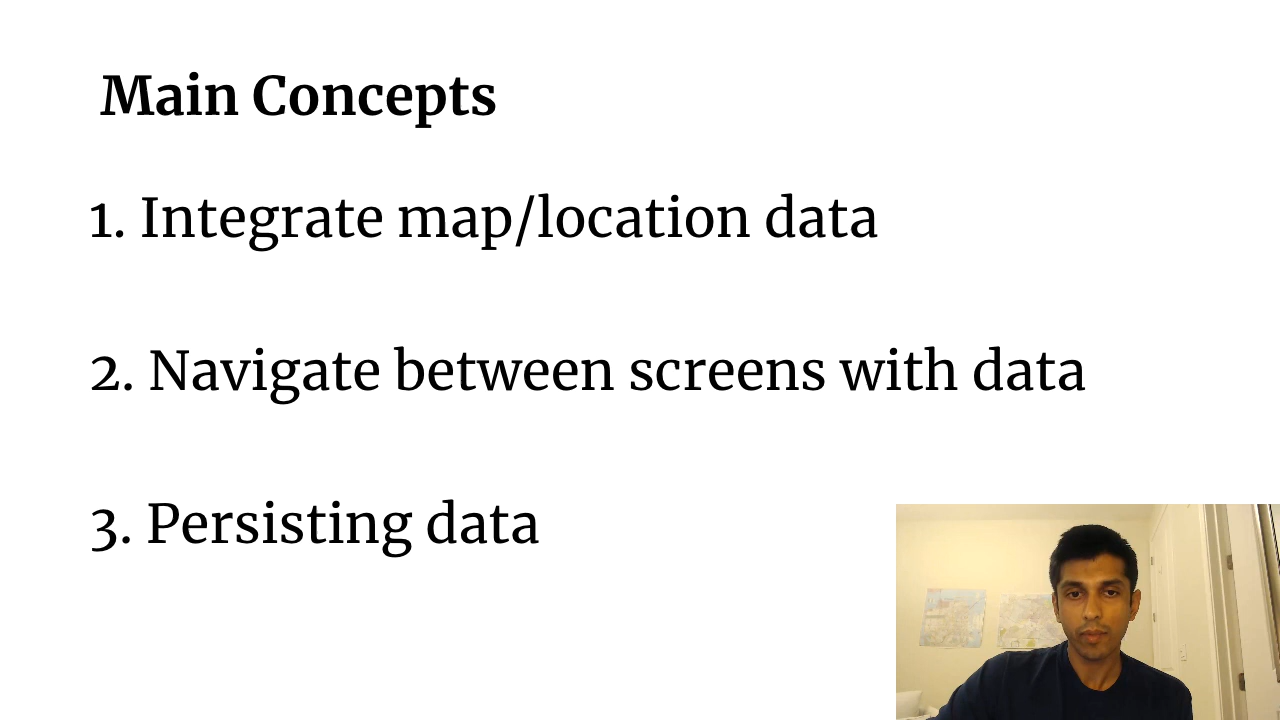 Main Concepts
1. Integrate map/location data
2. Navigate between screens with data
3. Persisting data